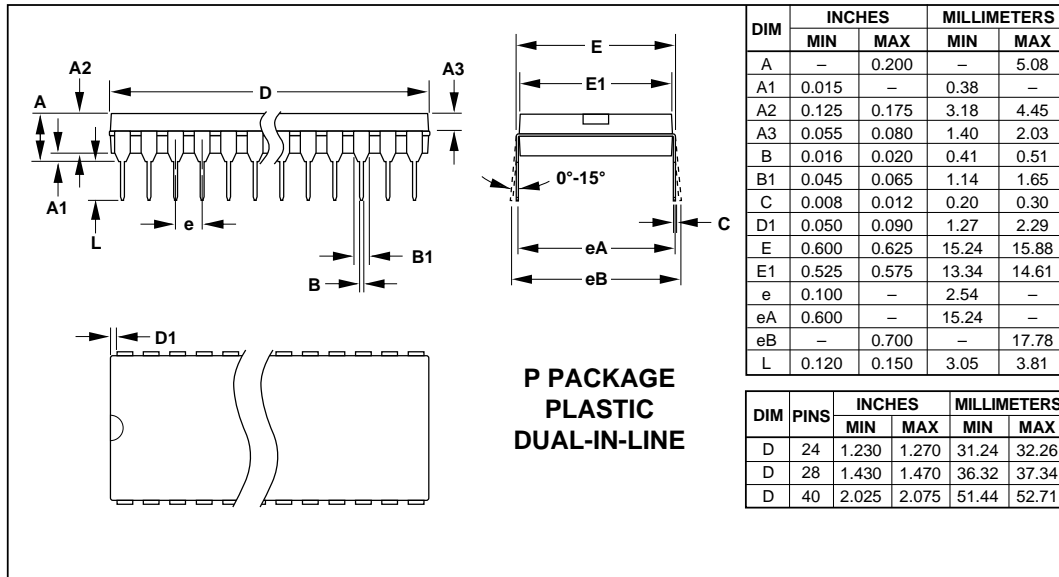 A2
A
D
A3
A1
L
e
B1
B
E
E1
0°-15°
C
eA
eB
D1
P PACKAGE
PLASTIC
DUAL-IN-LINE
DIM INCHES MILLIMETERS
MIN MAX MIN MAX
A – 0.200 – 5.08
A1 0.015 – 0.38 –
A2 0.125 0.175 3.18 4.45
A3 0.055 0.080 1.40 2.03
B 0.016 0.020 0.41 0.51
B1 0.045 0.065 1.14 1.65
C 0.008 0.012 0.20 0.30
D1 0.050 0.090 1.27 2.29
E 0.600 0.625 15.24 15.88
E1 0.525 0.575 13.34 14.61
e 0.100 – 2.54 –
eA 0.600 – 15.24 –
eB – 0.700 – 17.78
L 0.120 0.150 3.05 3.81
DIM PINS INCHES MILLIMETERS
MIN MAX MIN MAX
D 24 1.230 1.270 31.24 32.26
D 28 1.430 1.470 36.32 37.34
D 40 2.025 2.075 51.44 52.71